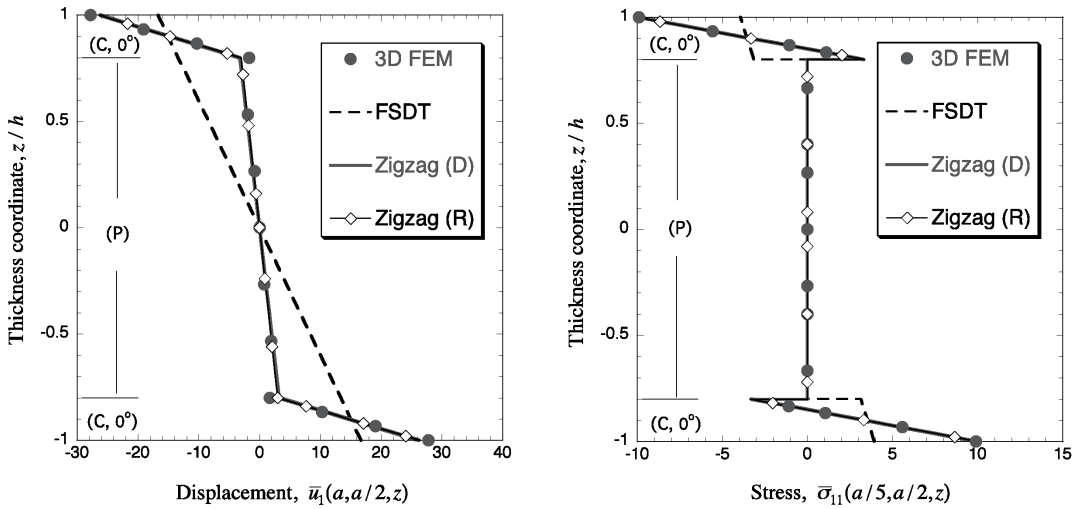 1
0.5
0
-0.5
-1
Thickness coordinate, z / h
(C, 0°)
(P)
(C, 0°)
3D FEM
FSDT
Zigzag (D)
Zigzag (R)
-30 -20 -10 0 10 20 30 40
Displacement, ū₁(a,a/2,z)
1
0.5
0
-0.5
-1
Thickness coordinate, z / h
(C, 0°)
(P)
(C, 0°)
3D FEM
FSDT
Zigzag (D)
Zigzag (R)
-10 -5 0 5 10 15
Stress, σ̄₁₁(a/5,a/2,z)